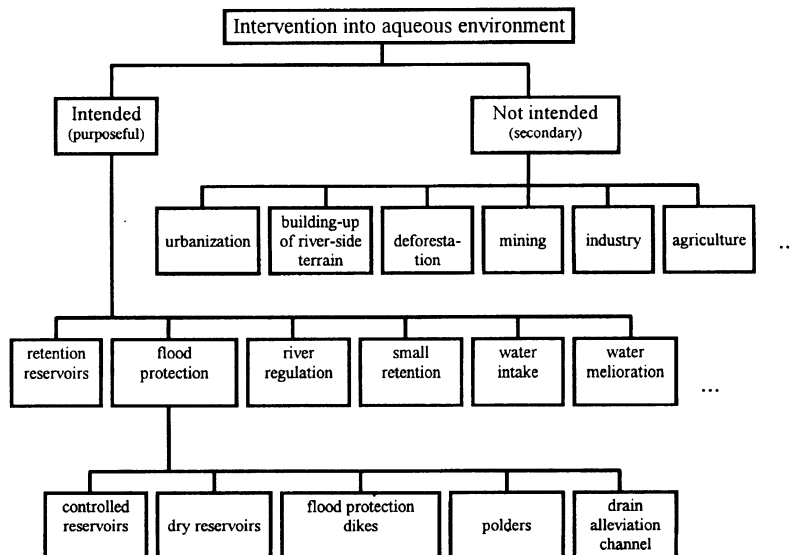 Intervention into aqueous environment
Intended
(purposeful)
Not intended
(secondary)
urbanization
building-up
of river-side
terrain
deforesta-
tion
mining
industry
agriculture
..
retention
reservoirs
flood
protection
river
regulation
small
retention
water
intake
water
melioration
...
controlled
reservoirs
dry reservoirs
flood protection
dikes
polders
drain
alleviation
channel